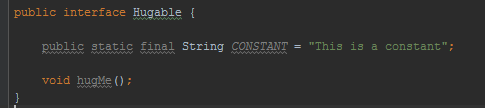 public interface Hugable {
public static final String CONSTANT = "This is a constant";
void hugMe();
}